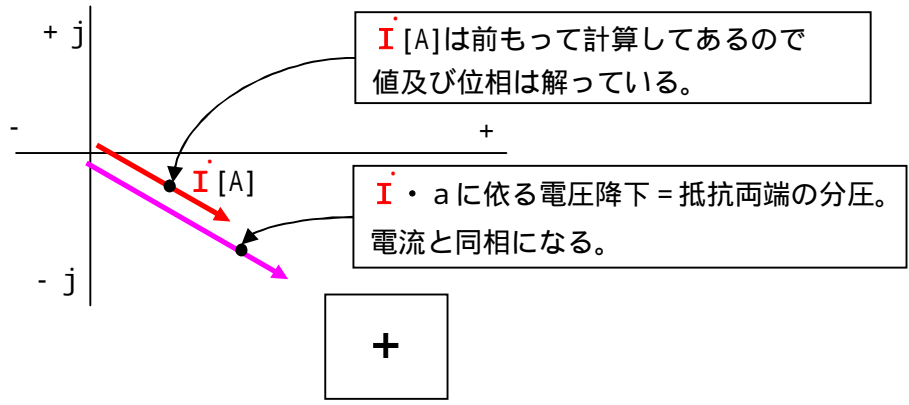 + j
İ[A]は前もって計算してあるので
値及び位相は解っている。
-
+
İ[A]
İ・aに依る電圧降下=抵抗両端の分圧。
電流と同相になる。
- j
+